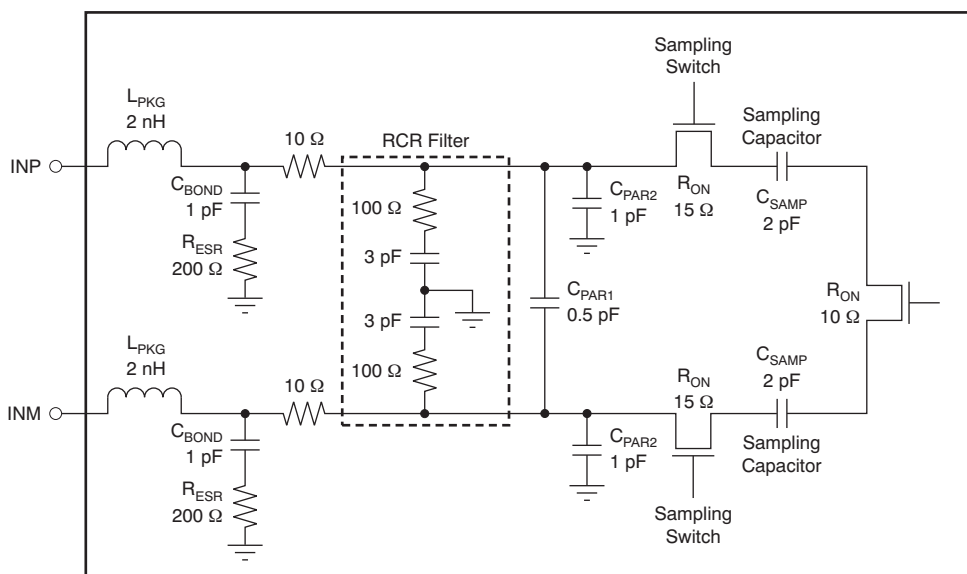 Sampling
Switch
L_PKG
2 nH
10 Ω
RCR Filter
Sampling
Capacitor
INP
C_BOND
1 pF
100 Ω
C_PAR2
1 pF
R_ON
15 Ω
C_SAMP
2 pF
R_ESR
200 Ω
3 pF
C_PAR1
0.5 pF
R_ON
10 Ω
3 pF
L_PKG
2 nH
10 Ω
100 Ω
R_ON
15 Ω
C_SAMP
2 pF
INM
C_BOND
1 pF
C_PAR2
1 pF
Sampling
Capacitor
R_ESR
200 Ω
Sampling
Switch